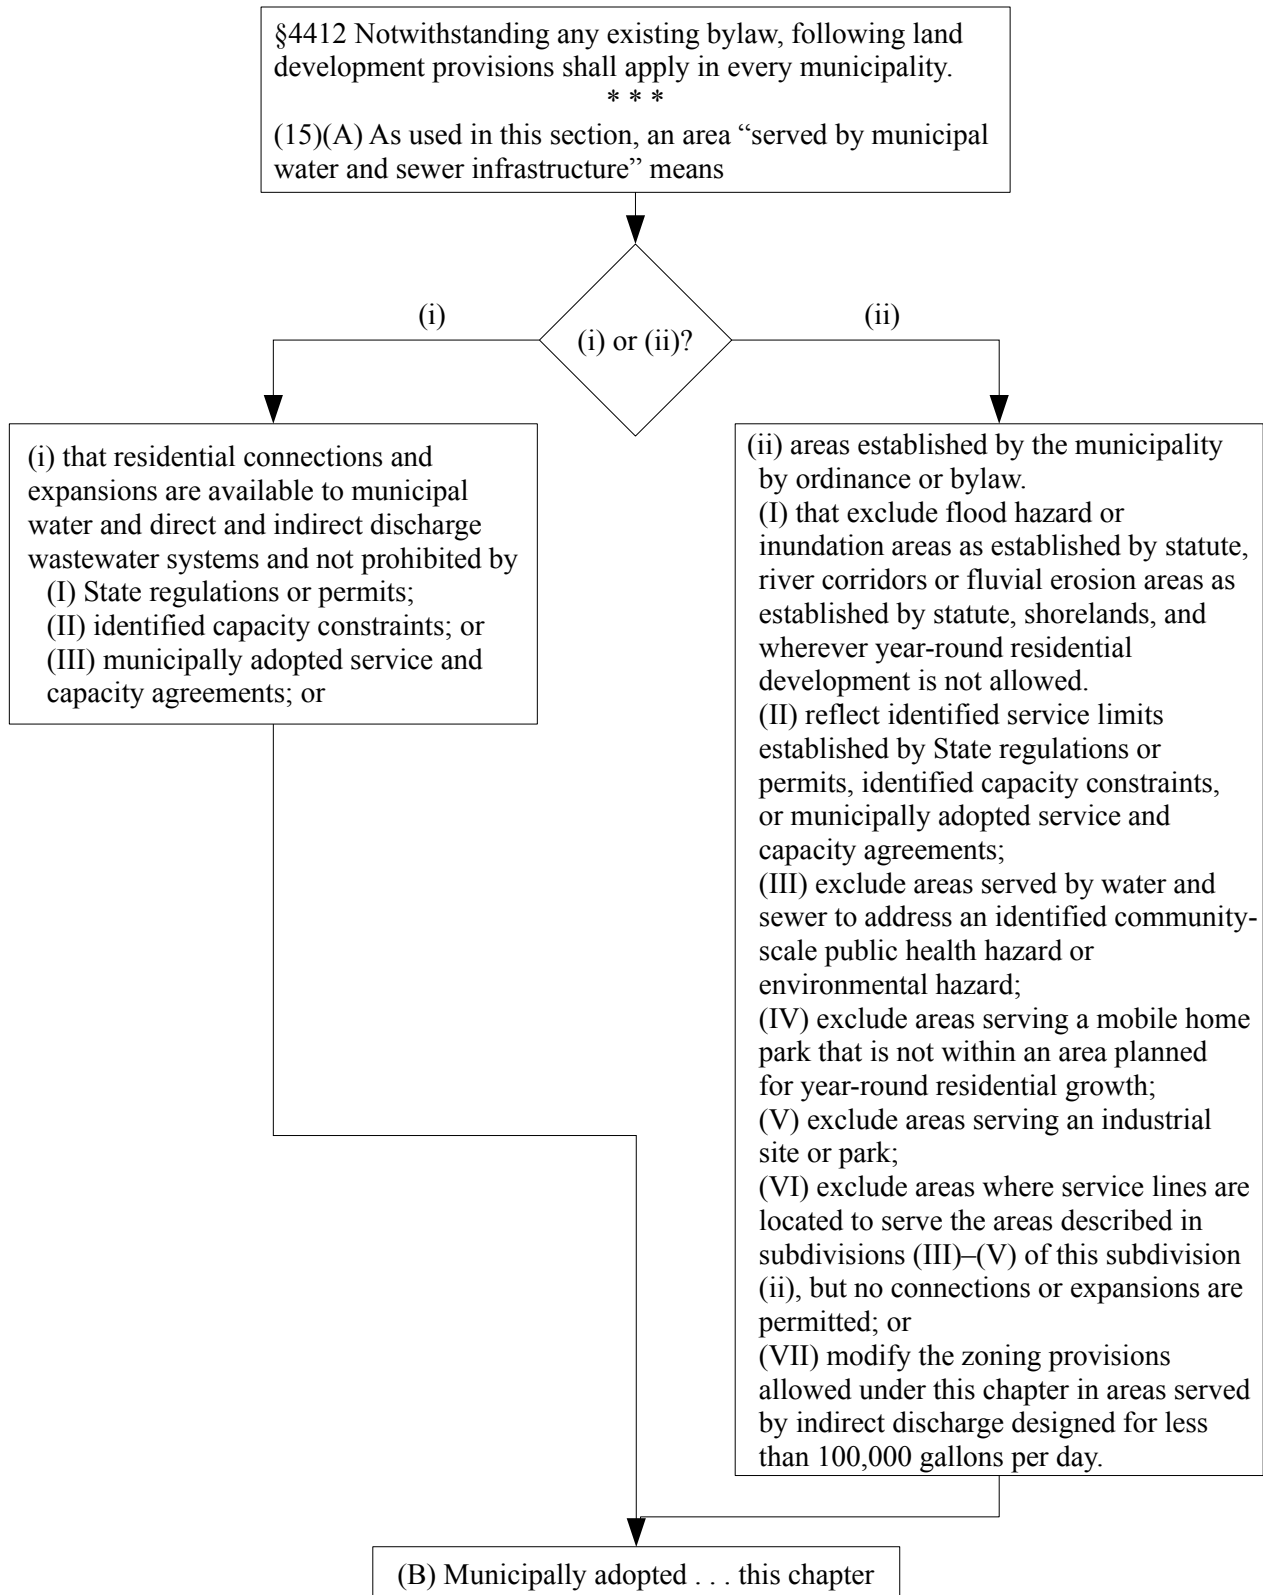 §4412 Notwithstanding any existing bylaw, following land
development provisions shall apply in every municipality.
* * *
(15)(A) As used in this section, an area “served by municipal
water and sewer infrastructure” means
(i) or (ii)?
(i)
(ii)
(i) that residential connections and
expansions are available to municipal
water and direct and indirect discharge
wastewater systems and not prohibited by
(I) State regulations or permits;
(II) identified capacity constraints; or
(III) municipally adopted service and
capacity agreements; or
(ii) areas established by the municipality
by ordinance or bylaw.
(I) that exclude flood hazard or
inundation areas as established by statute,
river corridors or fluvial erosion areas as
established by statute, shorelands, and
wherever year-round residential
development is not allowed.
(II) reflect identified service limits
established by State regulations or
permits, identified capacity constraints,
or municipally adopted service and
capacity agreements;
(III) exclude areas served by water and
sewer to address an identified community-
scale public health hazard or
environmental hazard;
(IV) exclude areas serving a mobile home
park that is not within an area planned
for year-round residential growth;
(V) exclude areas serving an industrial
site or park;
(VI) exclude areas where service lines are
located to serve the areas described in
subdivisions (III)–(V) of this subdivision
(ii), but no connections or expansions are
permitted; or
(VII) modify the zoning provisions
allowed under this chapter in areas served
by indirect discharge designed for less
than 100,000 gallons per day.
(B) Municipally adopted . . . this chapter